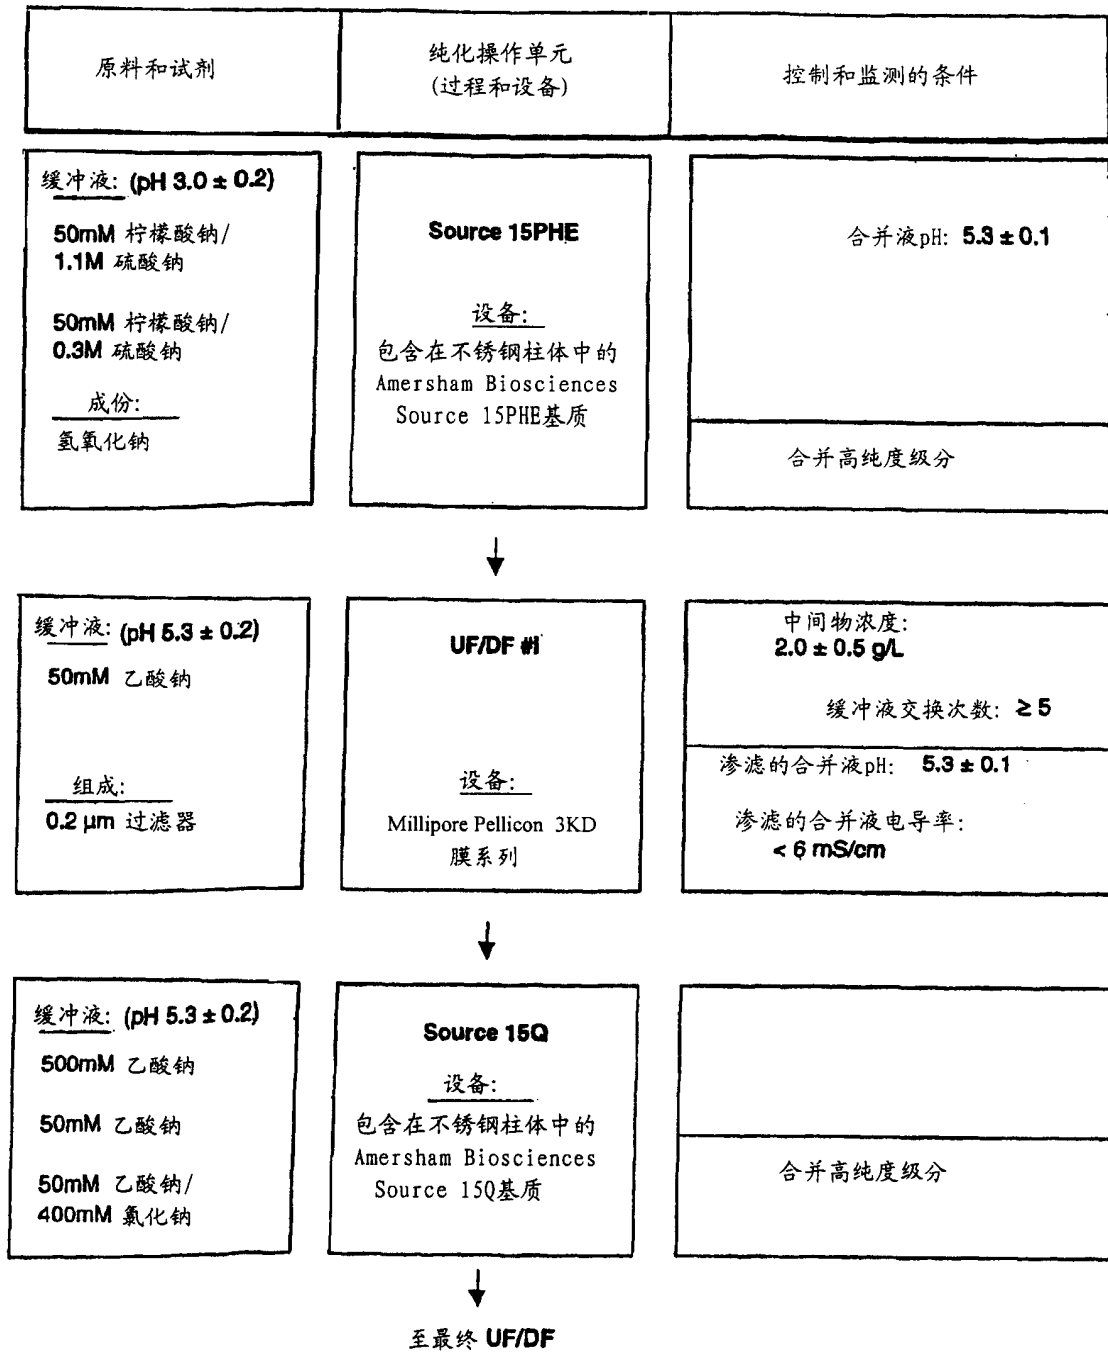 原料和试剂
纯化操作单元
(过程和设备)
控制和监测的条件
缓冲液: (pH 3.0 ± 0.2)
50mM 柠檬酸钠/
1.1M 硫酸钠
50mM 柠檬酸钠/
0.3M 硫酸钠
成份:
氢氧化钠
Source 15PHE
设备:
包含在不锈钢柱体中的
Amersham Biosciences
Source 15PHE基质
合并液pH: 5.3 ± 0.1
合并高纯度级分
缓冲液: (pH 5.3 ± 0.2)
50mM 乙酸钠
组成:
0.2 μm 过滤器
UF/DF #1
设备:
Millipore Pellicon 3KD
膜系列
中间物浓度:
2.0 ± 0.5 g/L
缓冲液交换次数: ≥ 5
渗滤的合并液pH: 5.3 ± 0.1
渗滤的合并液电导率:
< 6 mS/cm
缓冲液: (pH 5.3 ± 0.2)
500mM 乙酸钠
50mM 乙酸钠
50mM 乙酸钠/
400mM 氯化钠
Source 15Q
设备:
包含在不锈钢柱体中的
Amersham Biosciences
Source 15Q基质
合并高纯度级分
至最终 UF/DF